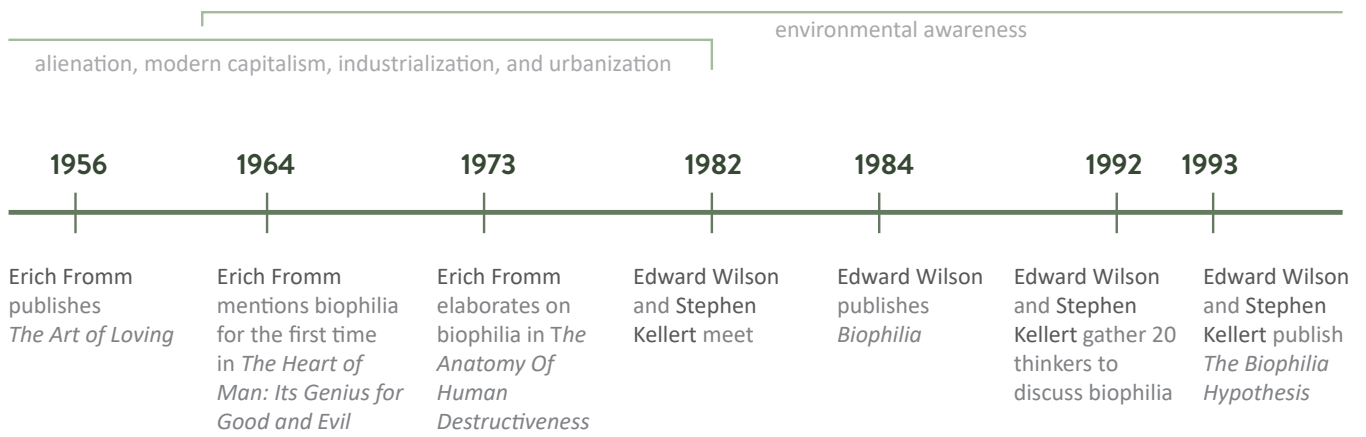 environmental awareness
alienation, modern capitalism, industrialization, and urbanization
1956
1964
1973
1982
1984
1992
1993
Erich Fromm
publishes
The Art of Loving
Erich Fromm
mentions biophilia
for the first time
in The Heart of
Man: Its Genius for
Good and Evil
Erich Fromm
elaborates on
biophilia in The
Anatomy Of
Human
Destructiveness
Edward Wilson
and Stephen
Kellert meet
Edward Wilson
publishes
Biophilia
Edward Wilson
and Stephen
Kellert gather 20
thinkers to
discuss biophilia
Edward Wilson
and Stephen
Kellert publish
The Biophilia
Hypothesis